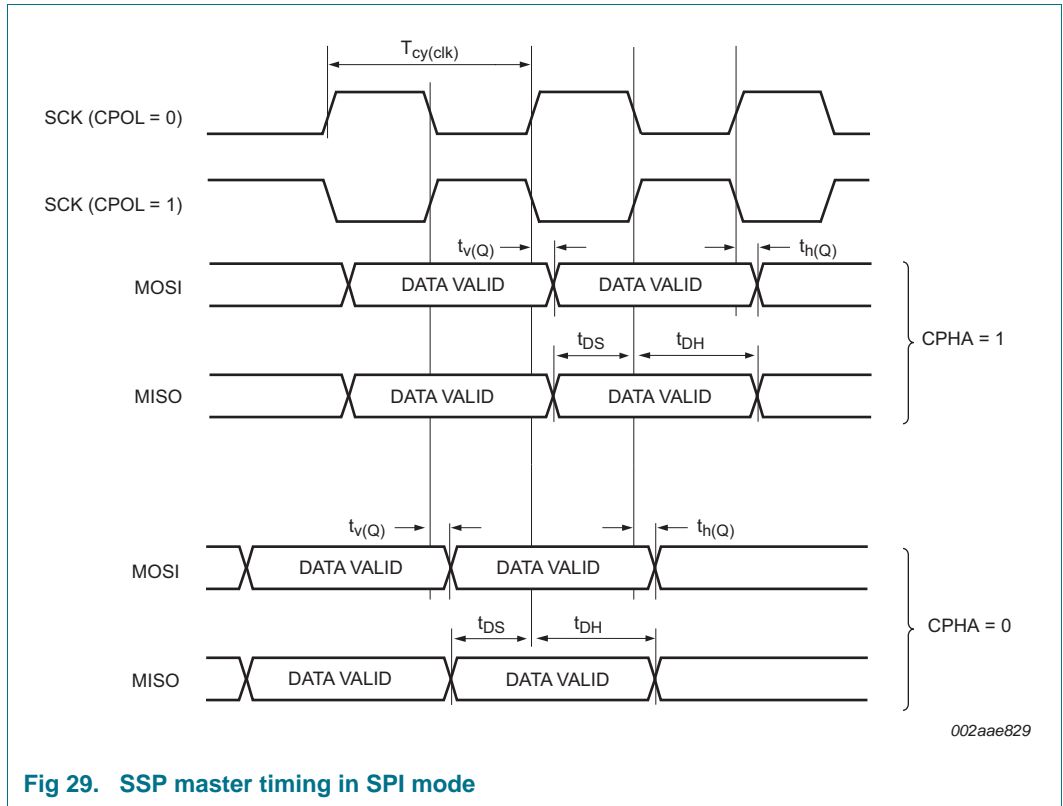 Tcy(clk)
SCK (CPOL = 0)
SCK (CPOL = 1)
tv(Q)
th(Q)
MOSI
DATA VALID
DATA VALID
tDS
tDH
CPHA = 1
MISO
DATA VALID
DATA VALID
tv(Q)
th(Q)
MOSI
DATA VALID
DATA VALID
tDS
tDH
CPHA = 0
MISO
DATA VALID
DATA VALID
002aae829
Fig 29. SSP master timing in SPI mode